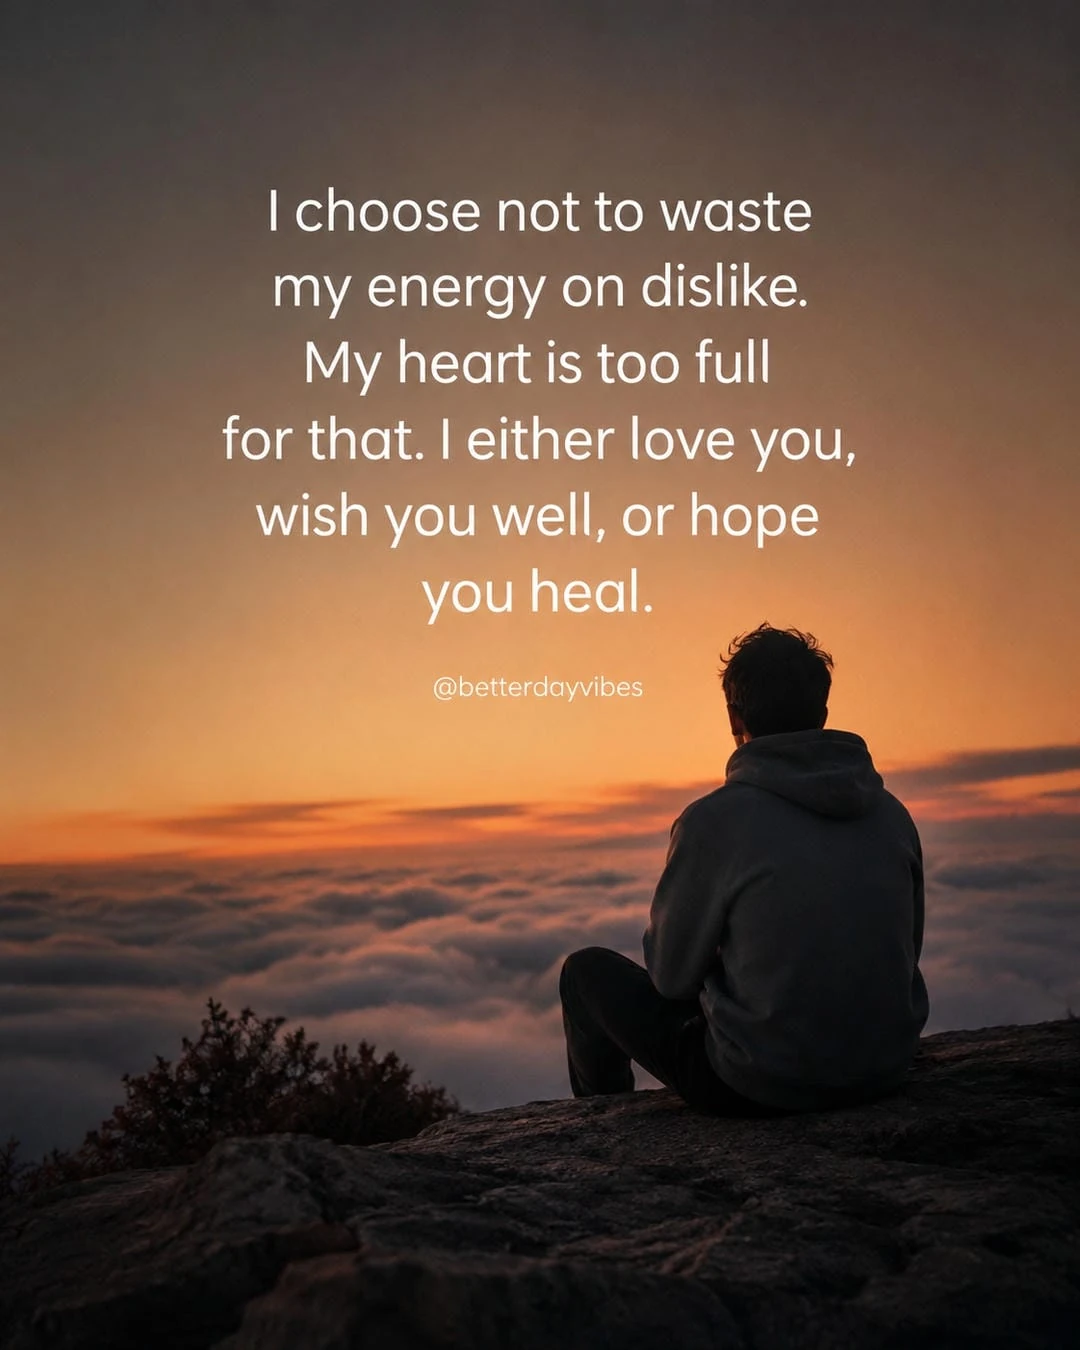 I choose not to waste
my energy on dislike.
My heart is too full
for that. I either love you,
wish you well, or hope
you heal.
@betterdayvibes